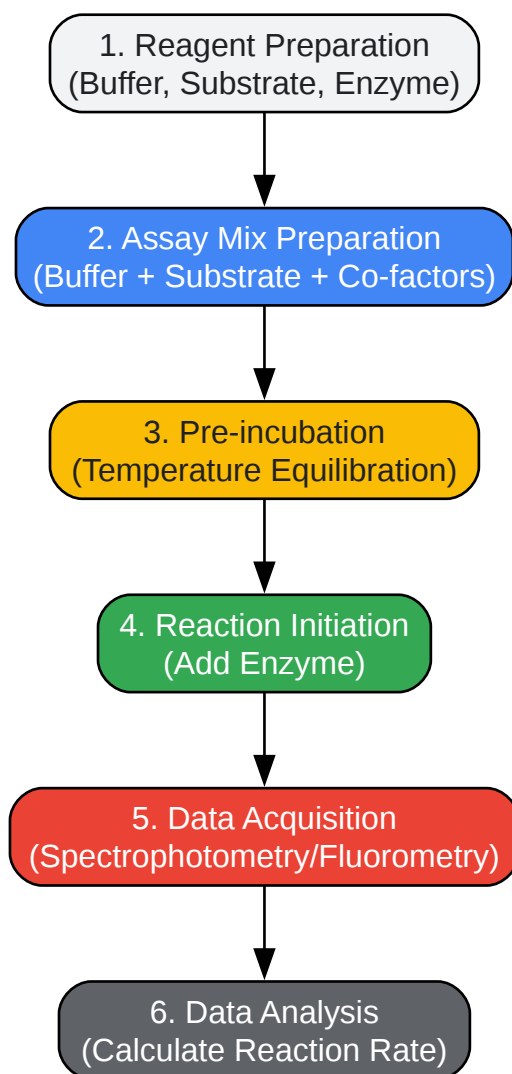 1. Reagent Preparation
(Buffer, Substrate, Enzyme)
2. Assay Mix Preparation
(Buffer + Substrate + Co-factors)
3. Pre-incubation
(Temperature Equilibration)
4. Reaction Initiation
(Add Enzyme)
5. Data Acquisition
(Spectrophotometry/Fluorometry)
6. Data Analysis
(Calculate Reaction Rate)